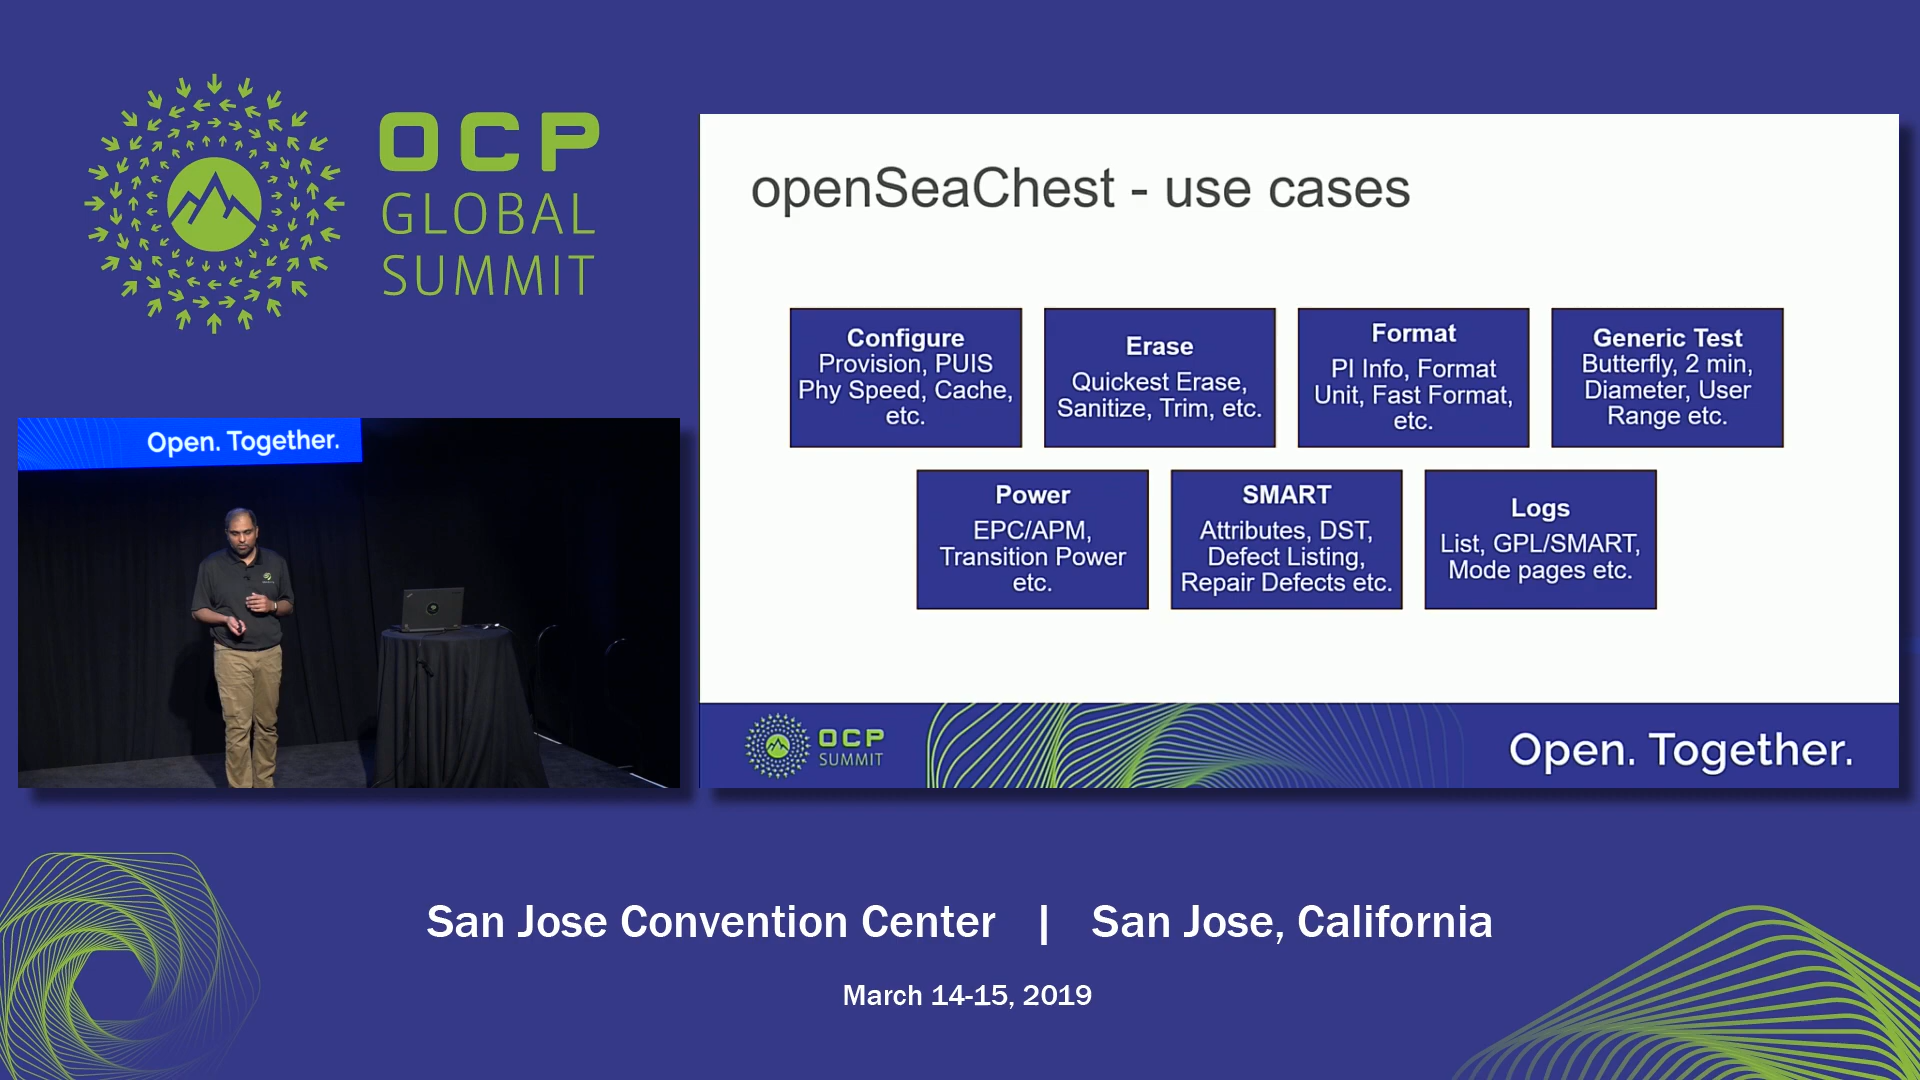 OCP
GLOBAL
SUMMIT
Open. Together.
openSeaChest - use cases
Configure
Provision, PUIS
Phy Speed, Cache,
etc.
Erase
Quickest Erase,
Sanitize, Trim, etc.
Format
PI Info, Format
Unit, Fast Format,
etc.
Generic Test
Butterfly, 2 min,
Diameter, User
Range etc.
Power
EPC/APM,
Transition Power
etc.
SMART
Attributes, DST,
Defect Listing,
Repair Defects etc.
Logs
List, GPL/SMART,
Mode pages etc.
OCP
SUMMIT
Open. Together.
San Jose Convention Center | San Jose, California
March 14-15, 2019